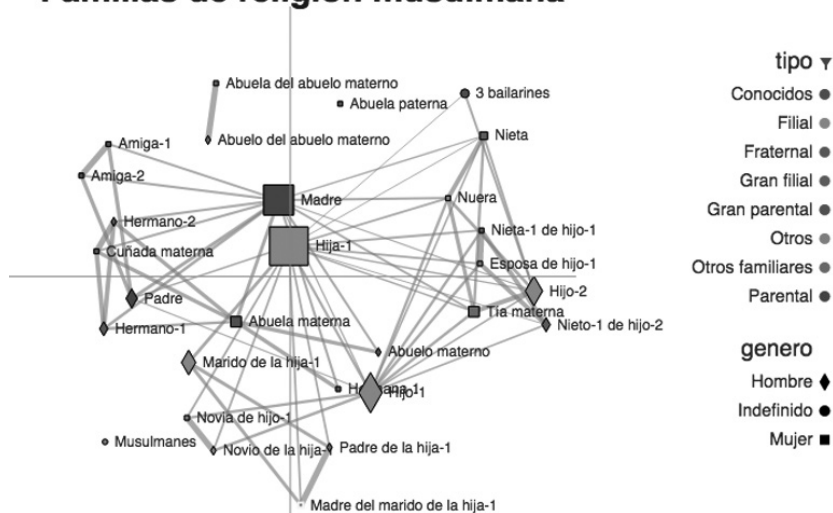 Familias de religión musulmana
tipo
Abuela del abuelo materno
3 bailarines
Conocidos
Abuela paterna
Filial
Abuelo del abuelo materno
Nieta
Amiga-1
Fraternal
Amiga-2
Gran filial
Madre
Nuera
Gran parental
Hermano-2
Nieta-1 de hijo-1
Otros
Cuñada materna
Hija-1
Esposa de hijo-1
Otros familiares
Padre
Hijo-2
Parental
Hermano-1
Abuela materna
Tía materna
Nieto-1 de hijo-2
genero
Marido de la hija-1
Abuelo materno
Hombre
Hijo-1
Novia de hijo-1
Indefinido
Musulmanes
Novio de la hija-1
Padre de la hija-1
Mujer
Madre del marido de la hija-1